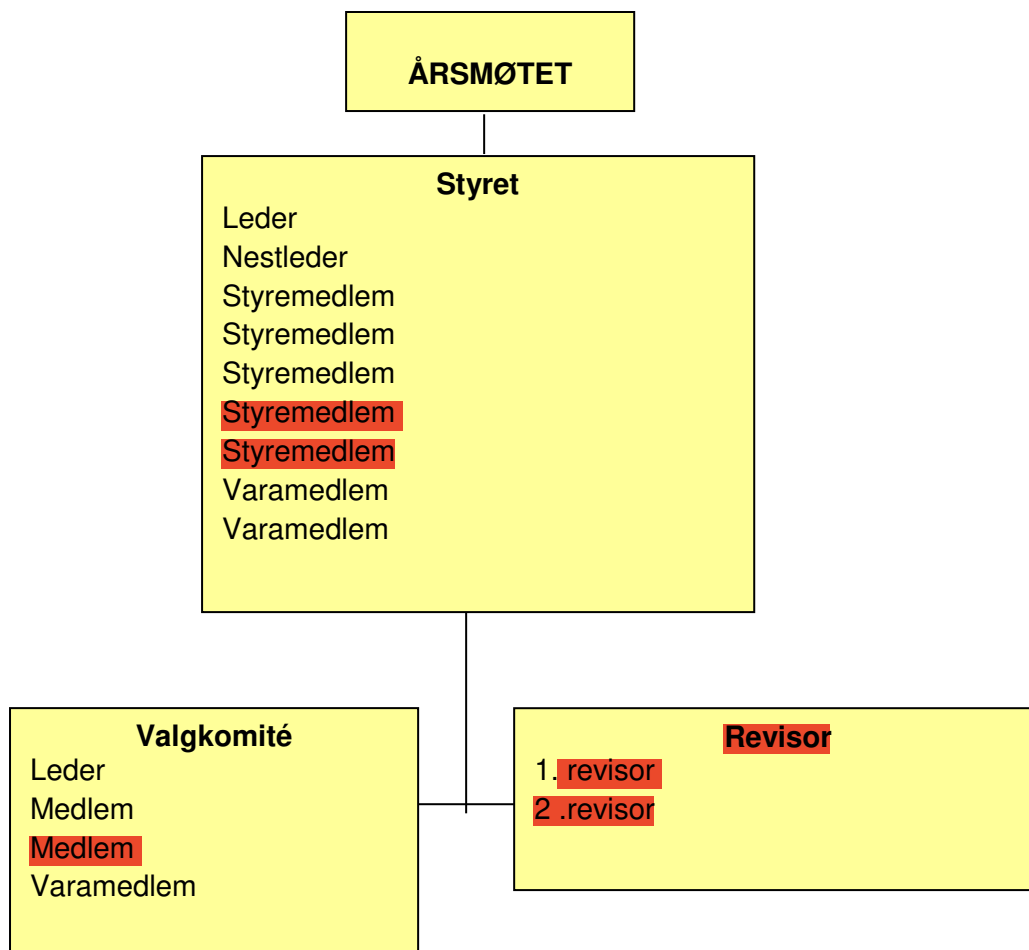 ÅRSMØTET
Styret
Leder
Nestleder
Styremedlem
Styremedlem
Styremedlem
Styremedlem
Styremedlem
Varamedlem
Varamedlem
Valgkomité
Leder
Medlem
Medlem
Varamedlem
Revisor
1. revisor
2 .revisor